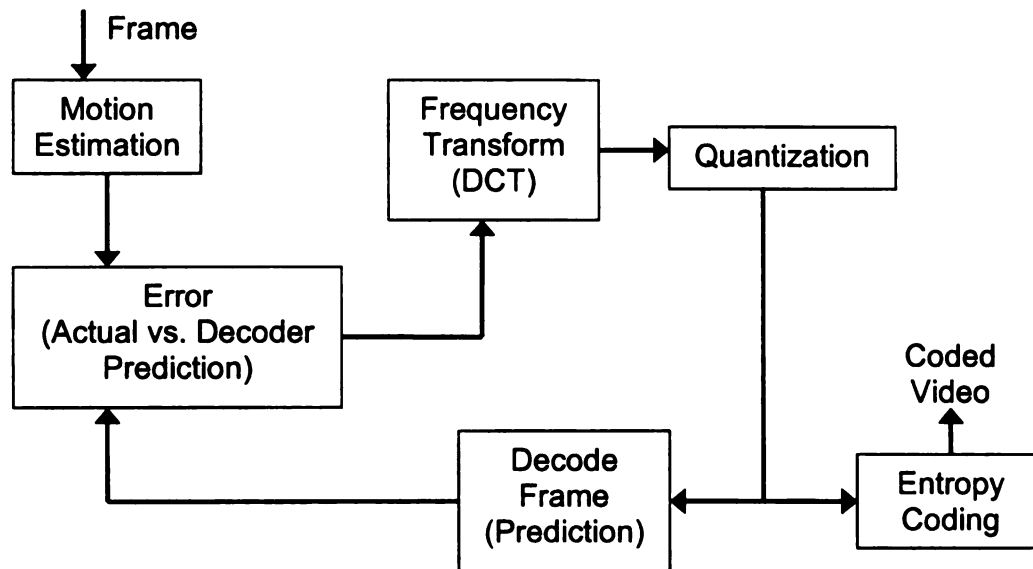 Frame
Motion
Estimation
Frequency
Transform
(DCT)
Quantization
Error
(Actual vs. Decoder
Prediction)
Coded
Video
Decode
Frame
(Prediction)
Entropy
Coding